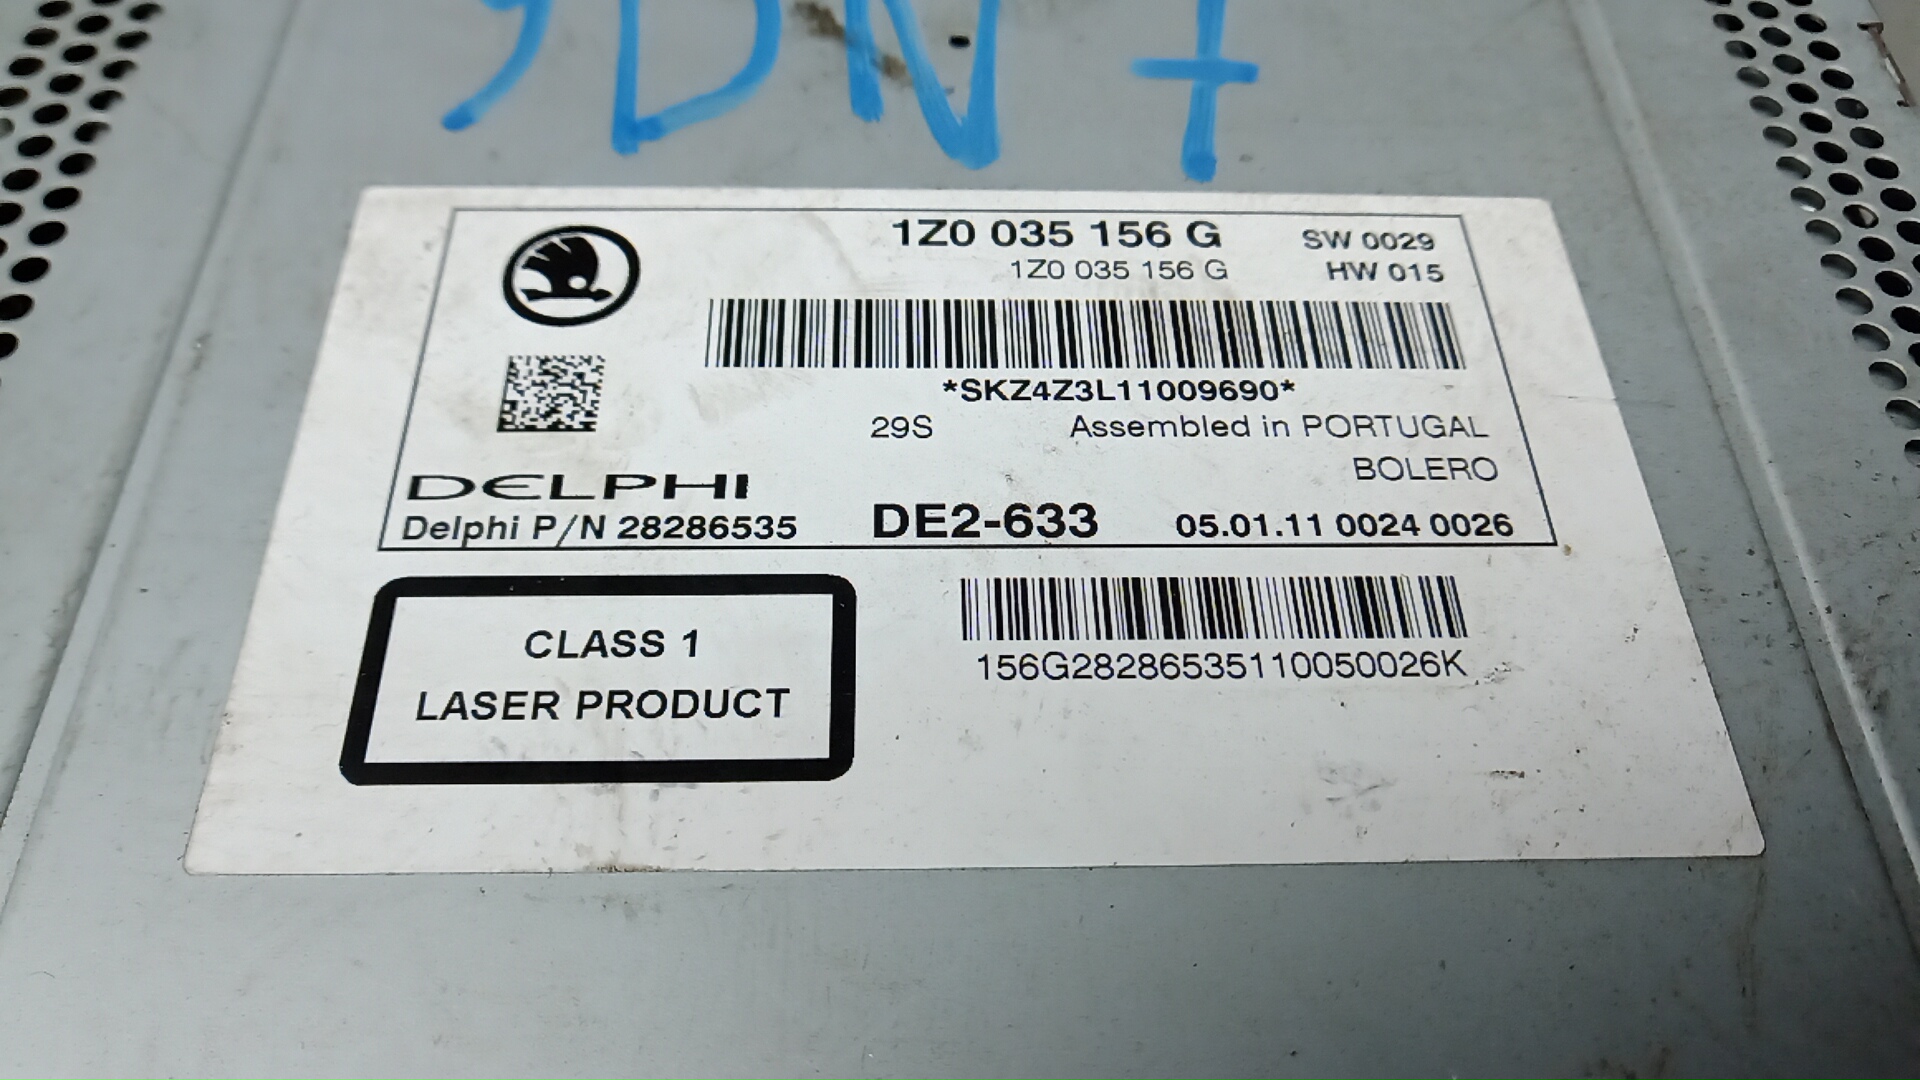 1Z0 035 156 G SW 0029
1Z0 035 156 G HW 015
*SKZ4Z3L11009690*
29S Assembled in PORTUGAL
BOLERO
DELPHI
Delphi P/N 28286535 DE2-633 05.01.11 0024 0026
CLASS 1
LASER PRODUCT
156G28286535110050026K